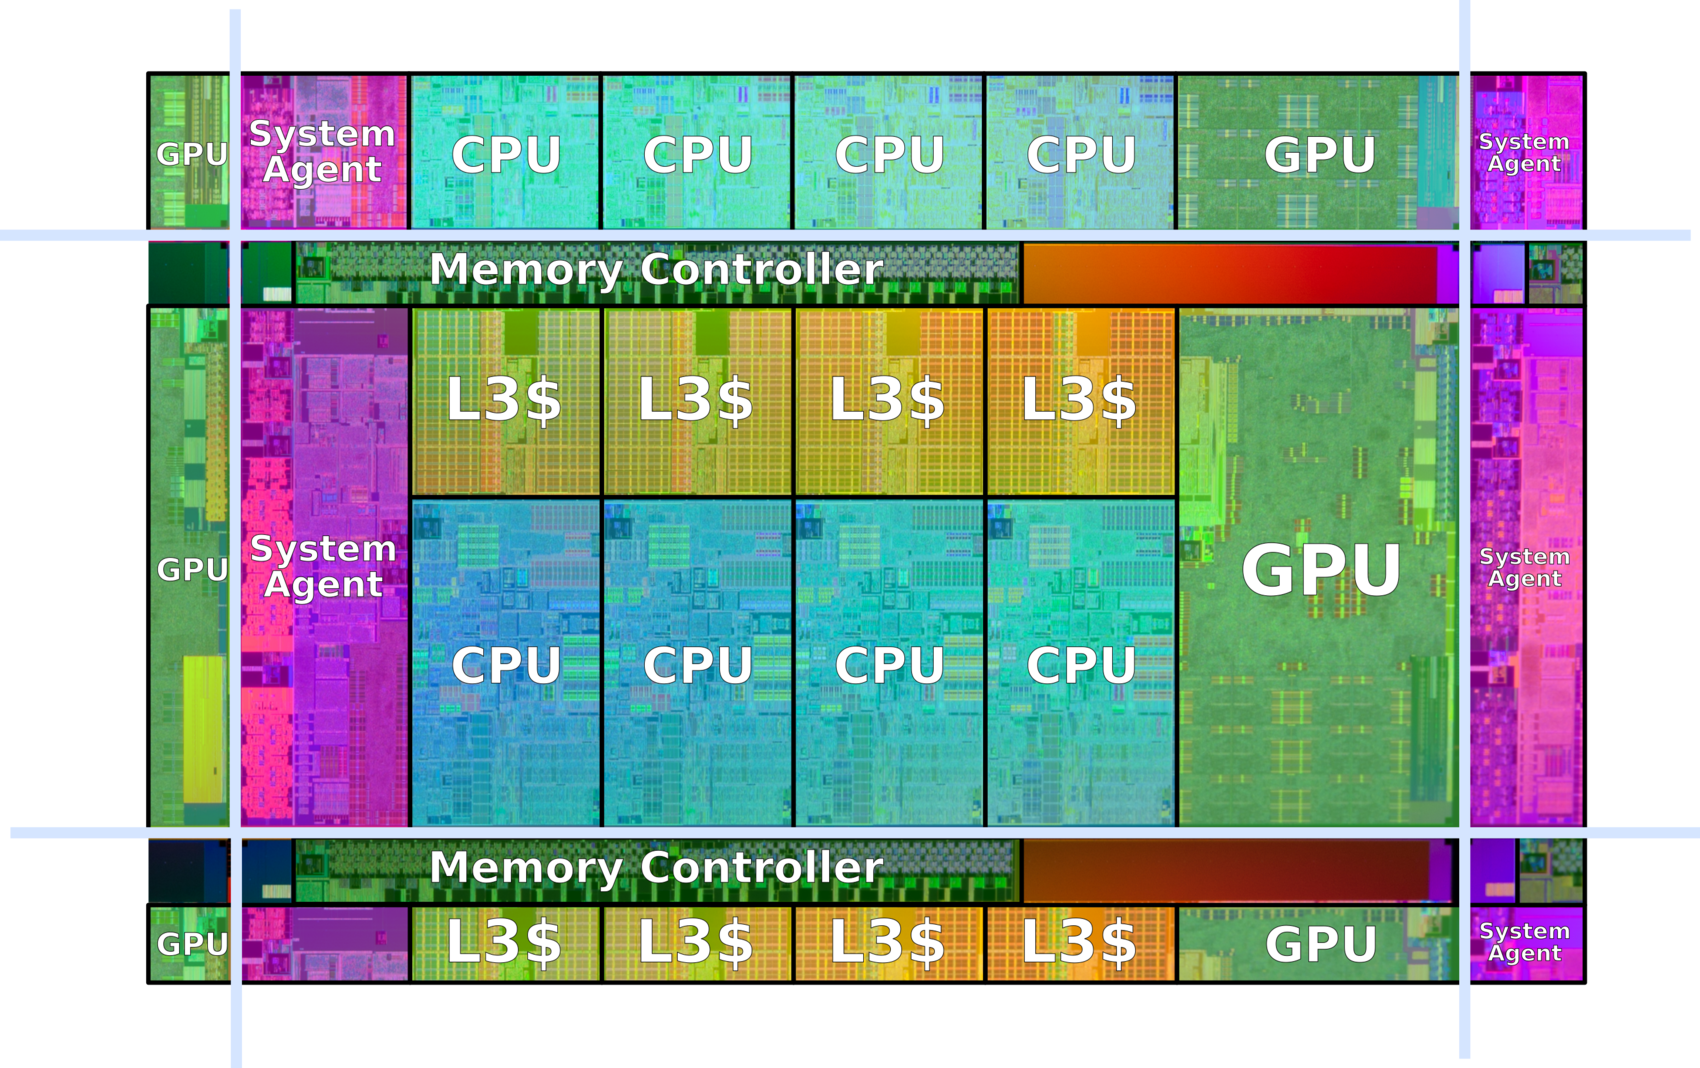 GPU
System
Agent
CPU
CPU
CPU
CPU
GPU
System
Agent
Memory Controller
L3$
L3$
L3$
L3$
GPU
System
Agent
CPU
CPU
CPU
CPU
GPU
System
Agent
Memory Controller
GPU
L3$
L3$
L3$
L3$
GPU
System
Agent